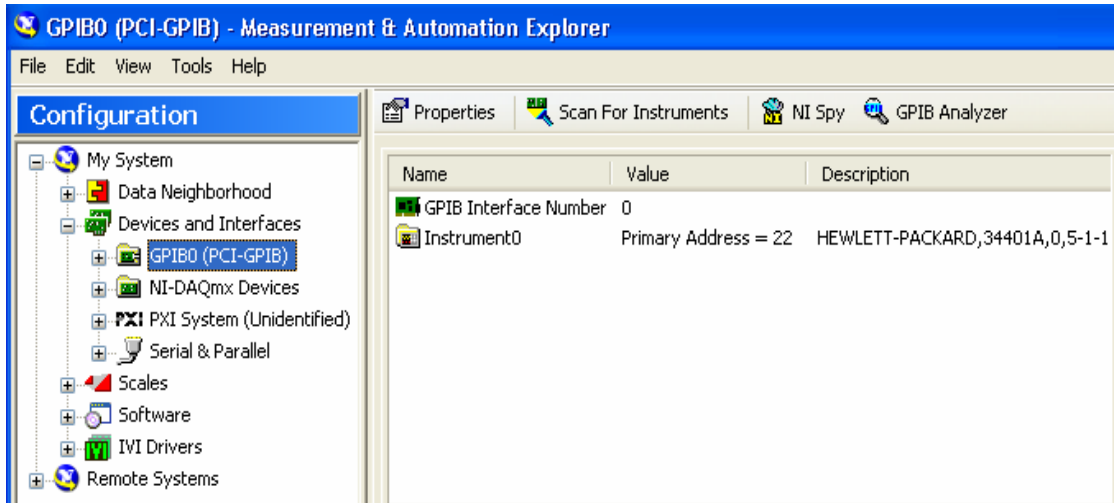 GPIB0 (PCI-GPIB) - Measurement & Automation Explorer
File Edit View Tools Help
Configuration
My System
Data Neighborhood
Devices and Interfaces
GPIB0 (PCI-GPIB)
NI-DAQmx Devices
PXI PXI System (Unidentified)
Serial & Parallel
Scales
Software
IVI Drivers
Remote Systems
Properties Scan For Instruments NI Spy GPIB Analyzer
Name Value Description
GPIB Interface Number 0
Instrument0 Primary Address = 22 HEWLETT-PACKARD,34401A,0,5-1-1